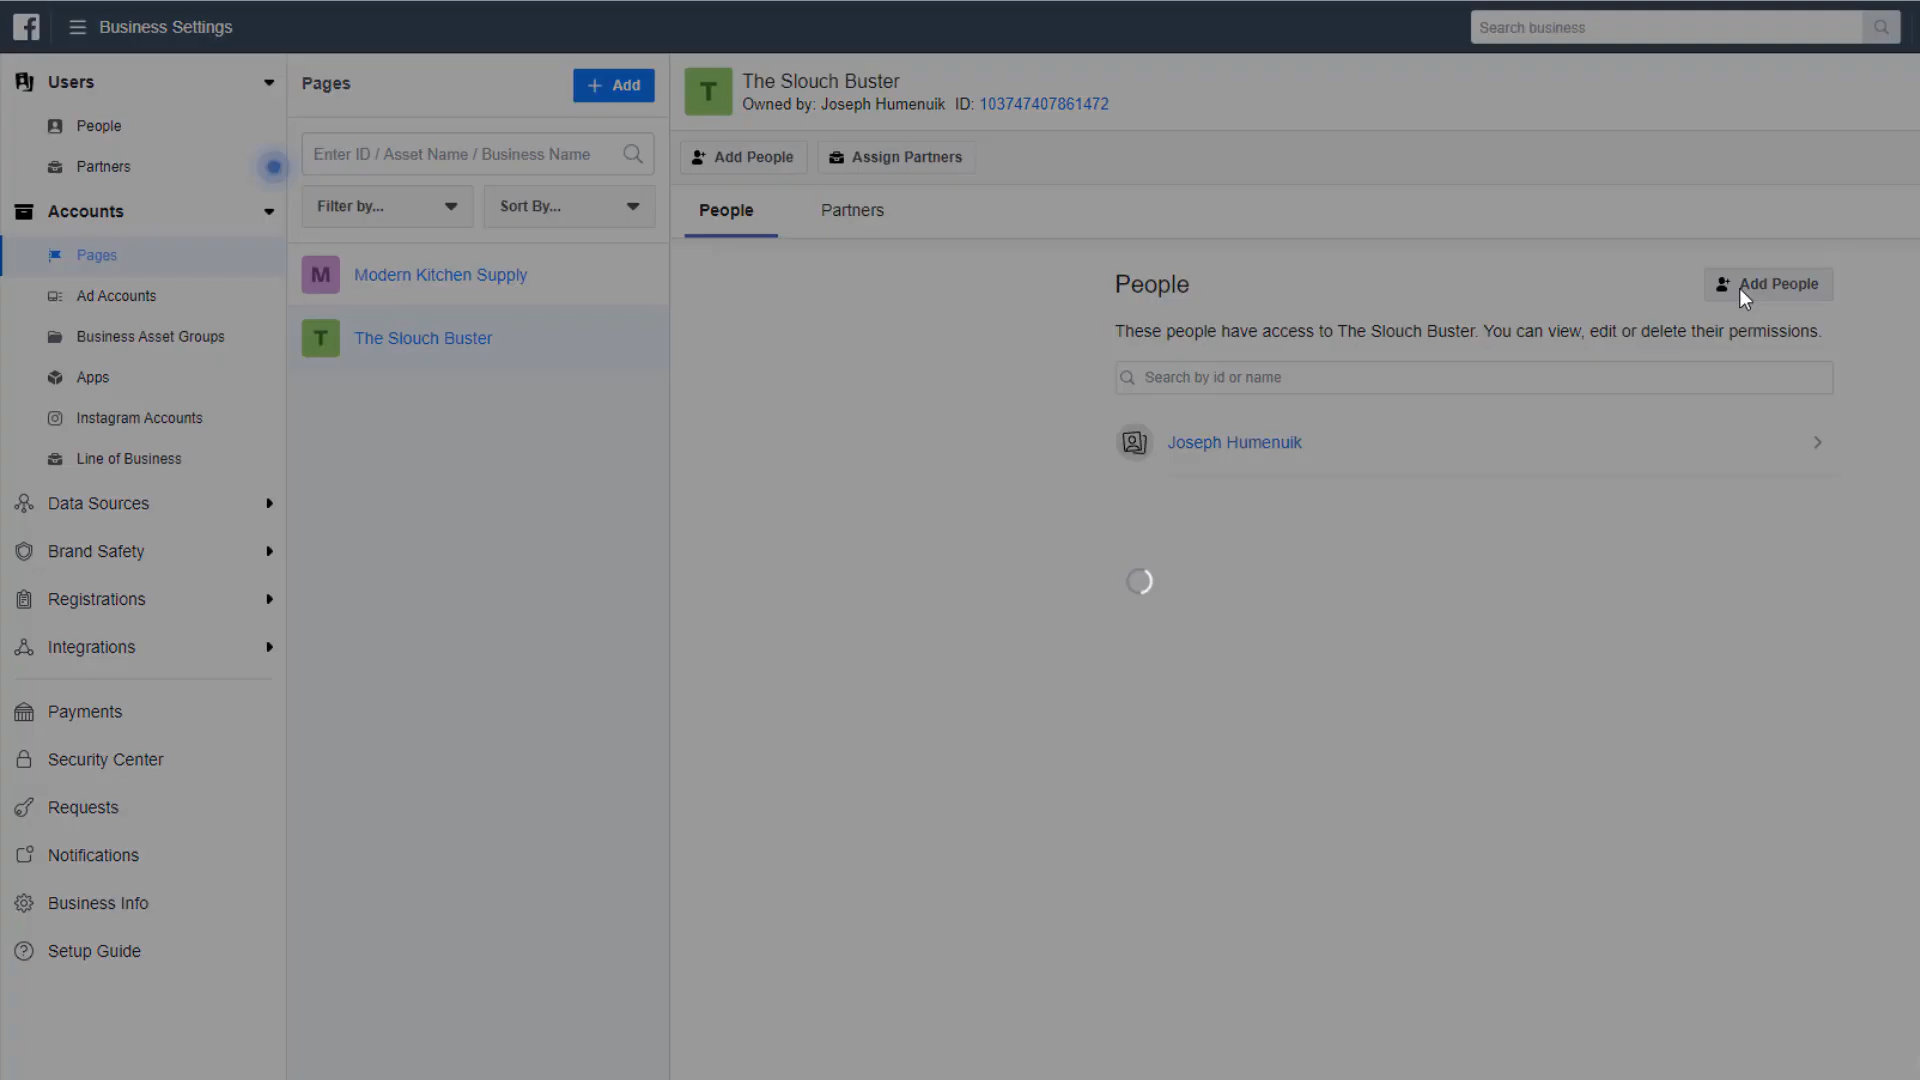 Business Settings
Search business
Users
People
Partners
Accounts
Pages
Ad Accounts
Business Asset Groups
Apps
Instagram Accounts
Line of Business
Data Sources
Brand Safety
Registrations
Integrations
Payments
Security Center
Requests
Notifications
Business Info
Setup Guide
Pages
+ Add
Enter ID / Asset Name / Business Name
Filter by... Sort By...
M Modern Kitchen Supply
T The Slouch Buster
T The Slouch Buster
Owned by: Joseph Humenuik ID: 103747407861472
Add People Assign Partners
People Partners
People Add People
These people have access to The Slouch Buster. You can view, edit or delete their permissions.
Search by id or name
Joseph Humenuik